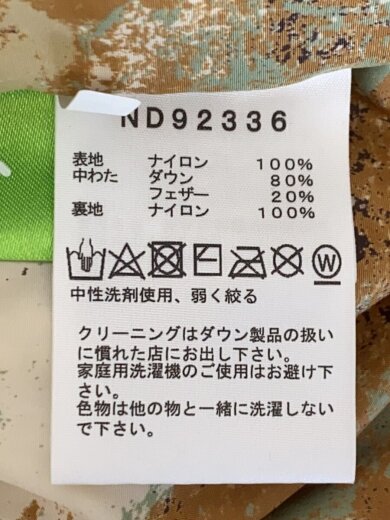 ND92336
表地 ナイロン 100%
中わた ダウン 80%
フェザー 20%
裏地 ナイロン 100%
W
中性洗剤使用、弱く絞る
クリーニングはダウン製品の扱い
に慣れた店にお出し下さい。
家庭用洗濯機のご使用はお避け下
さい。
色物は他の物と一緒に洗濯しない
で下さい。